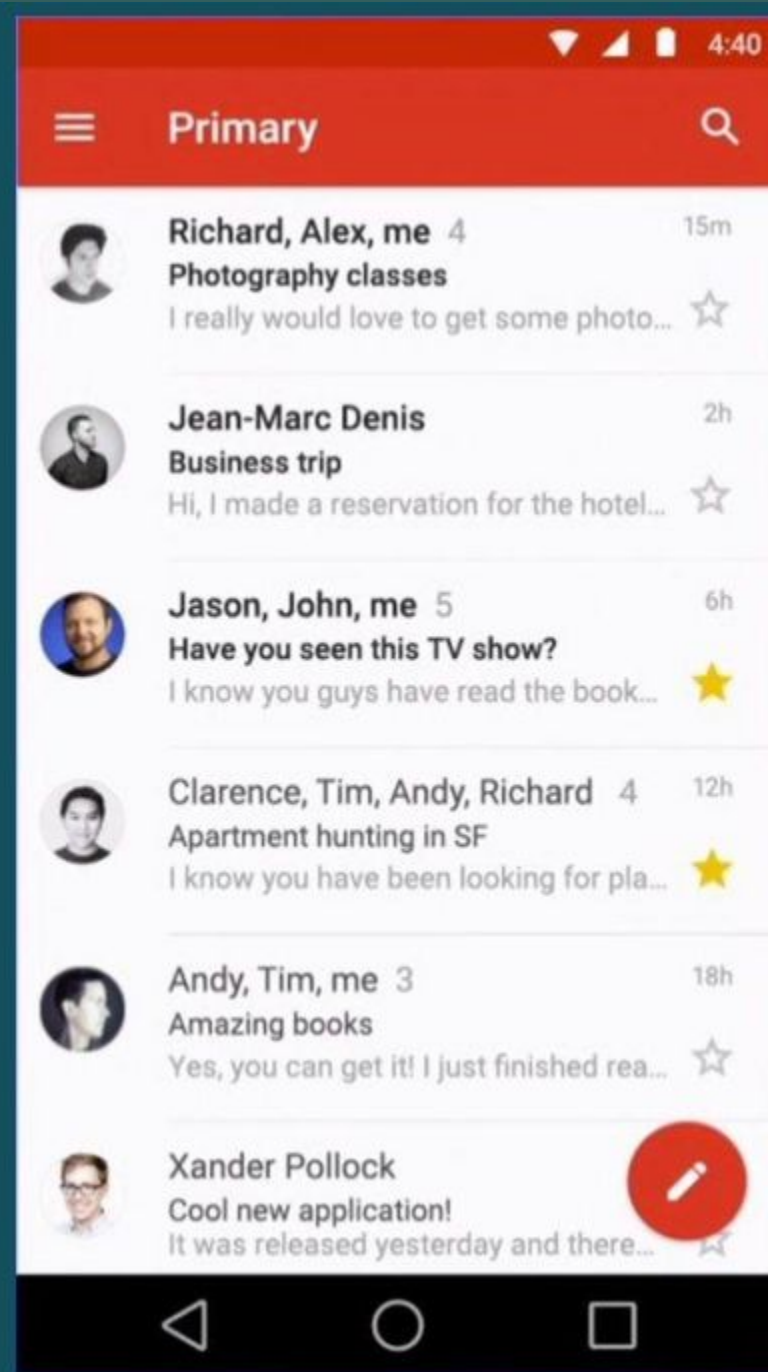 4:40
Primary
Richard, Alex, me 4
15m
Photography classes
I really would love to get some photo...
Jean-Marc Denis
2h
Business trip
Hi, I made a reservation for the hotel...
Jason, John, me 5
6h
Have you seen this TV show?
I know you guys have read the book...
Clarence, Tim, Andy, Richard 4
12h
Apartment hunting in SF
I know you have been looking for pla...
Andy, Tim, me 3
18h
Amazing books
Yes, you can get it! I just finished rea...
Xander Pollock
Cool new application!
It was released yesterday and there...